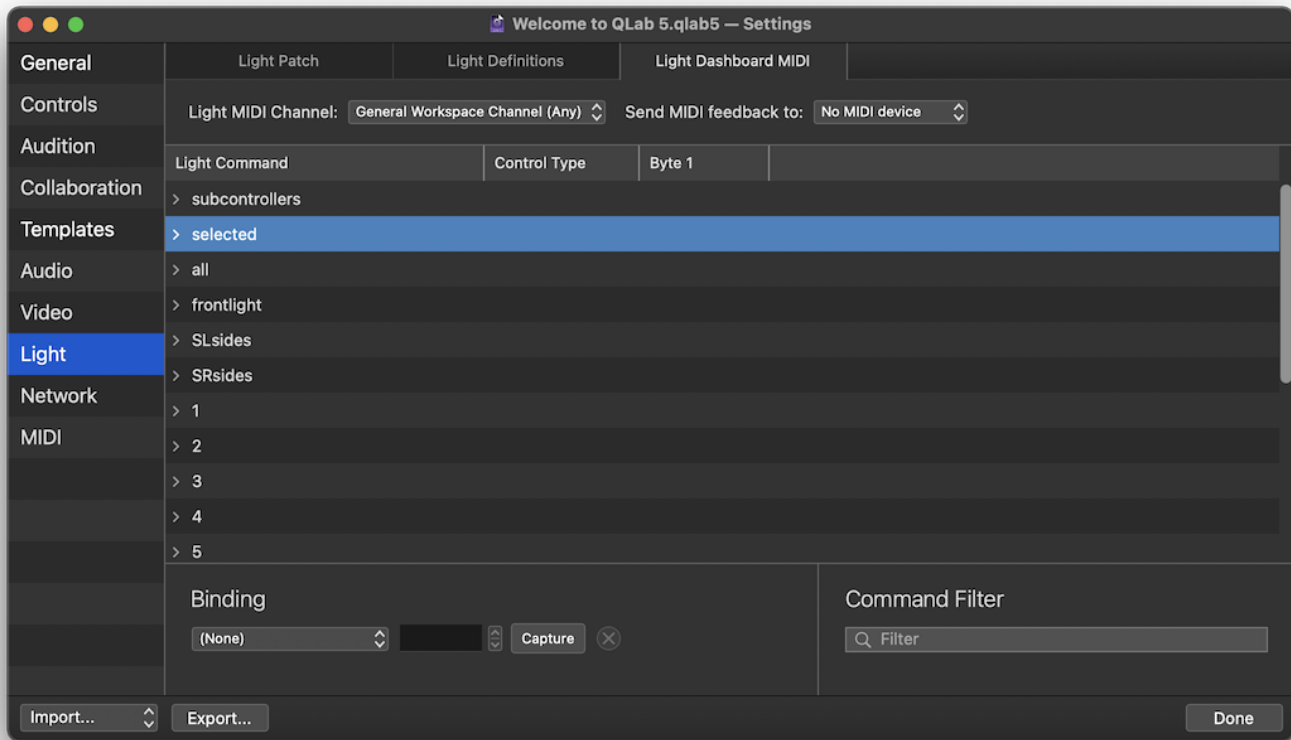 Welcome to QLab 5.qlab5 — Settings
General
Controls
Audition
Collaboration
Templates
Audio
Video
Light
Network
MIDI
Light Patch
Light Definitions
Light Dashboard MIDI
Light MIDI Channel: General Workspace Channel (Any) Send MIDI feedback to: No MIDI device
Light Command Control Type Byte 1
subcontrollers
selected
all
frontlight
SLsides
SRsides
1
2
3
4
5
Binding
(None) Capture
Command Filter
Filter
Import... Export... Done